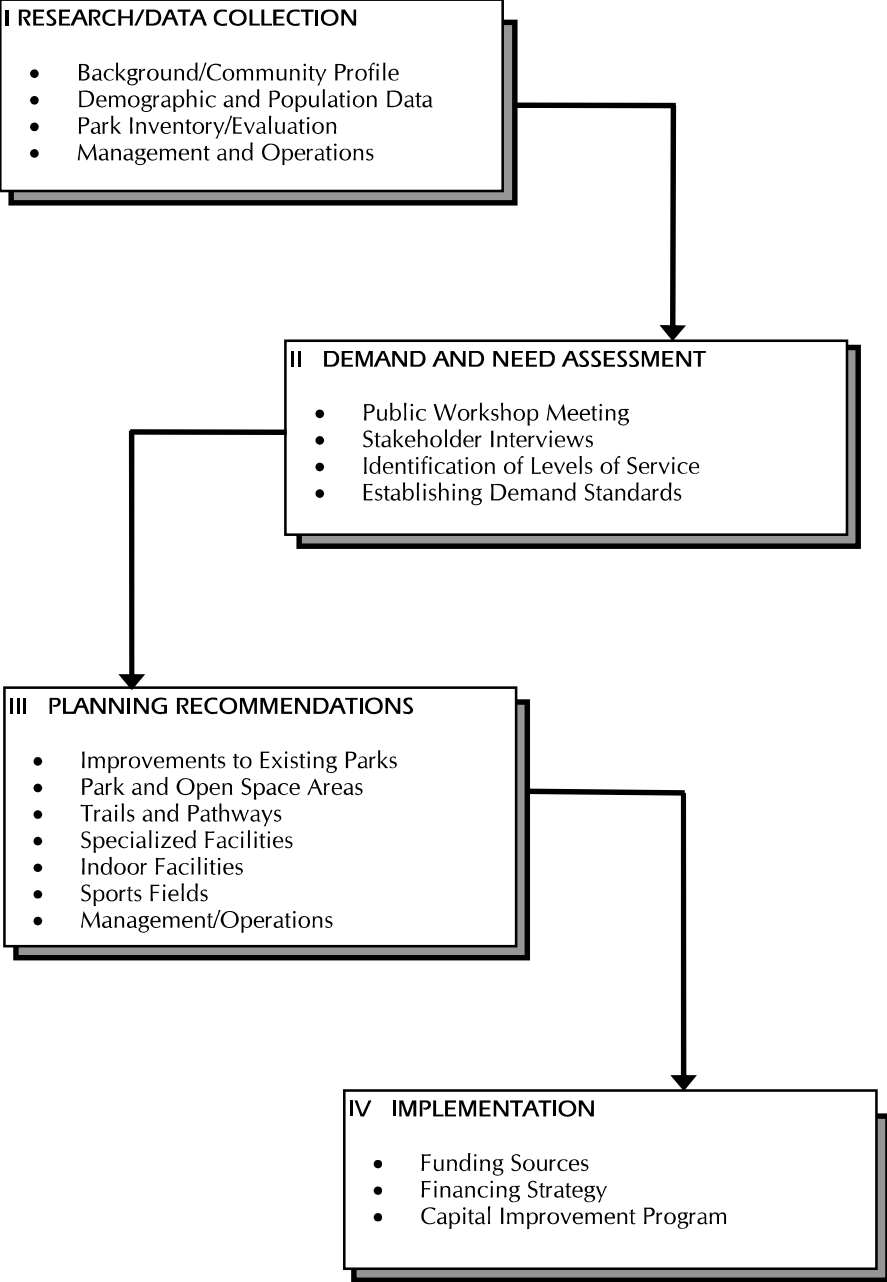 I RESEARCH/DATA COLLECTION
• Background/Community Profile
• Demographic and Population Data
• Park Inventory/Evaluation
• Management and Operations
II DEMAND AND NEED ASSESSMENT
• Public Workshop Meeting
• Stakeholder Interviews
• Identification of Levels of Service
• Establishing Demand Standards
III PLANNING RECOMMENDATIONS
• Improvements to Existing Parks
• Park and Open Space Areas
• Trails and Pathways
• Specialized Facilities
• Indoor Facilities
• Sports Fields
• Management/Operations
IV IMPLEMENTATION
• Funding Sources
• Financing Strategy
• Capital Improvement Program